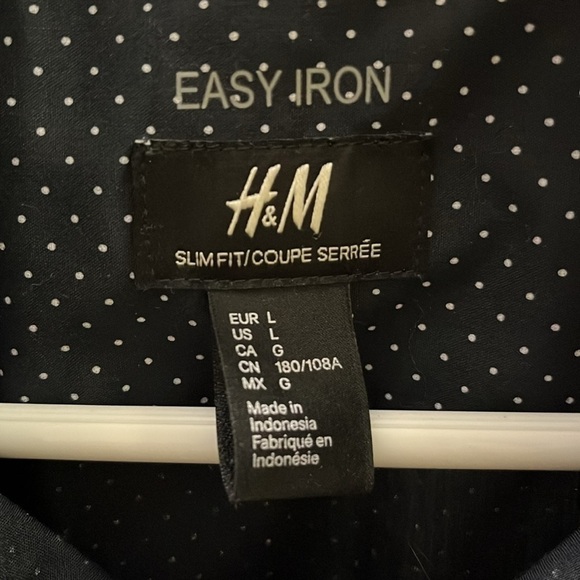 EASY IRON
H&M
SLIM FIT/COUPE SERRÉE
EUR L
US L
CA G
CN 180/108A
MX G
Made in
Indonesia
Fabriqué en
Indonésie